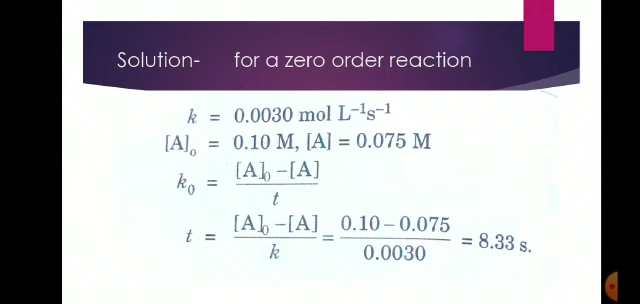 Solution- for a zero order reaction
k = 0.0030 mol L⁻¹s⁻¹
[A]₀ = 0.10 M, [A] = 0.075 M
k₀ = [A]₀ – [A] / t
t = [A]₀ – [A] / k = 0.10 – 0.075 / 0.0030 = 8.33 s.